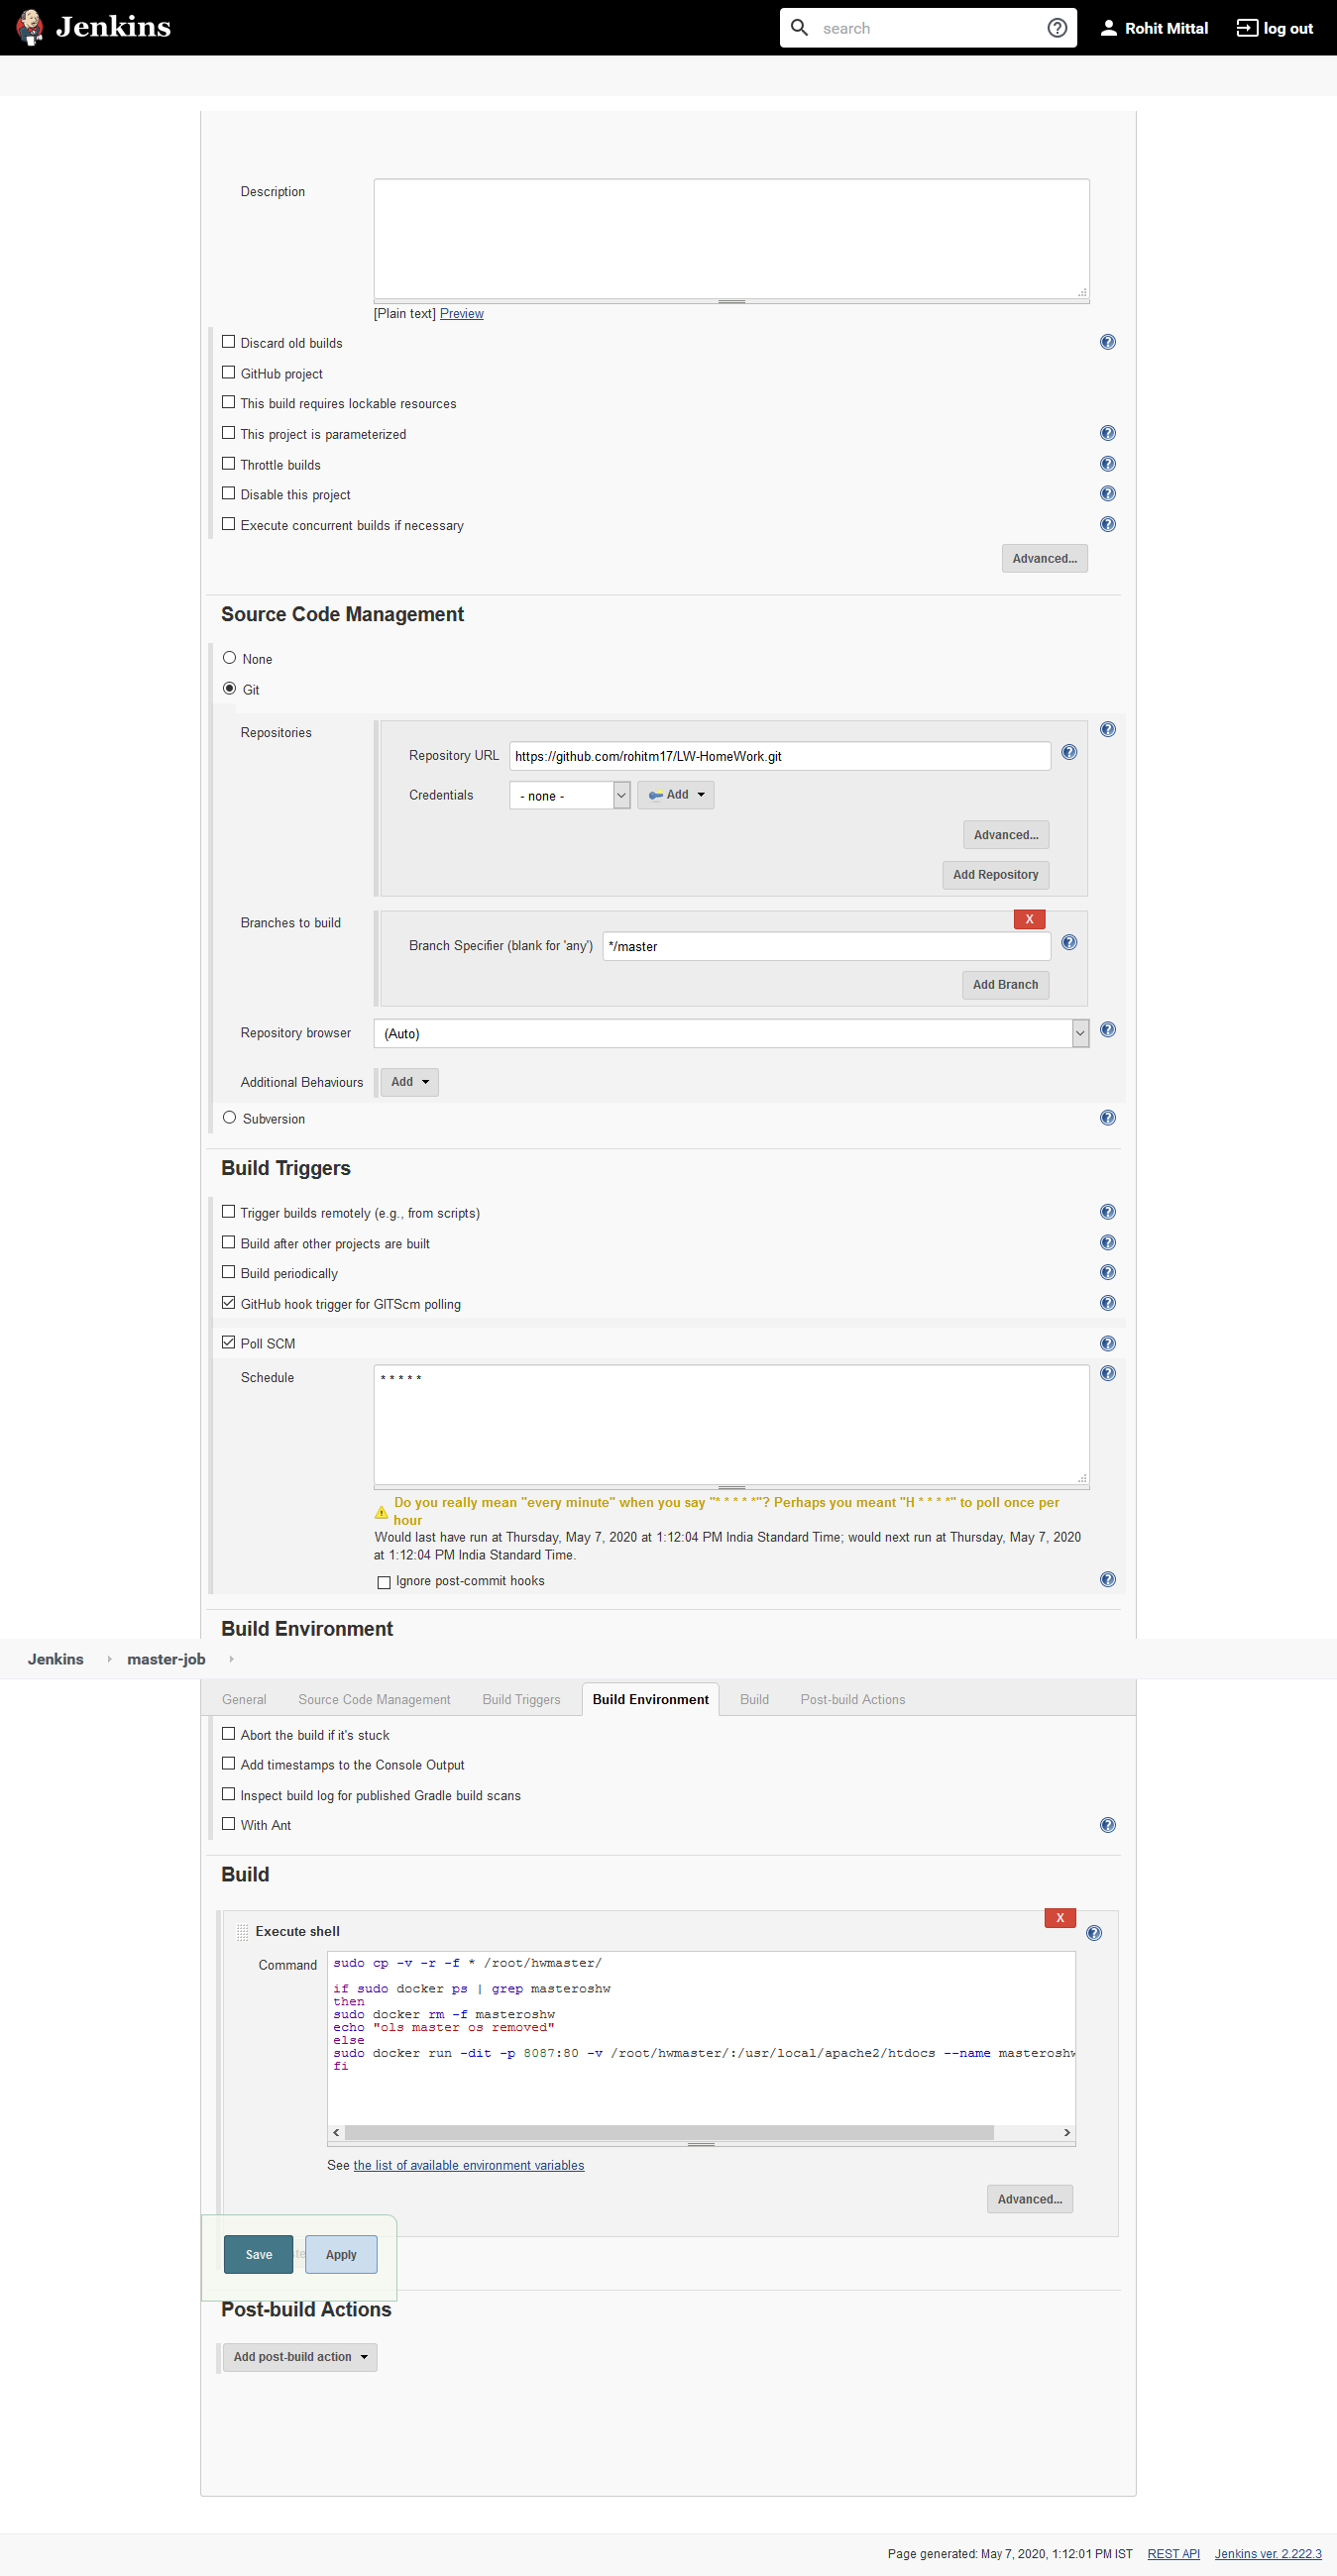 Jenkins
search
Rohit Mittal
log out
Description
[Plain text] Preview
Discard old builds
GitHub project
This build requires lockable resources
This project is parameterized
Throttle builds
Disable this project
Execute concurrent builds if necessary
Advanced...
Source Code Management
None
Git
Repositories
Repository URL https://github.com/rohitm17/LW-HomeWork.git
Credentials - none - Add
Advanced...
Add Repository
Branches to build
X
Branch Specifier (blank for 'any') */master
Add Branch
Repository browser (Auto)
Additional Behaviours Add
Subversion
Build Triggers
Trigger builds remotely (e.g., from scripts)
Build after other projects are built
Build periodically
GitHub hook trigger for GITScm polling
Poll SCM
Schedule * * * * *
Do you really mean "every minute" when you say "* * * * *"? Perhaps you meant "H * * * *" to poll once per
hour
Would last have run at Thursday, May 7, 2020 at 1:12:04 PM India Standard Time; would next run at Thursday, May 7, 2020
at 1:12:04 PM India Standard Time.
Ignore post-commit hooks
Build Environment
Jenkins master-job
General Source Code Management Build Triggers Build Environment Build Post-build Actions
Abort the build if it's stuck
Add timestamps to the Console Output
Inspect build log for published Gradle build scans
With Ant
Build
X
Execute shell
Command
sudo cp -v -r -f * /root/hwmaster/
if sudo docker ps | grep masteroshw
then
sudo docker rm -f masteroshw
echo "ols master os removed"
else
sudo docker run -dit -p 8087:80 -v /root/hwmaster/:/usr/local/apache2/htdocs --name masteroshw
fi
See the list of available environment variables
Advanced...
Save Apply
Post-build Actions
Add post-build action
Page generated: May 7, 2020, 1:12:01 PM IST REST API Jenkins ver. 2.222.3